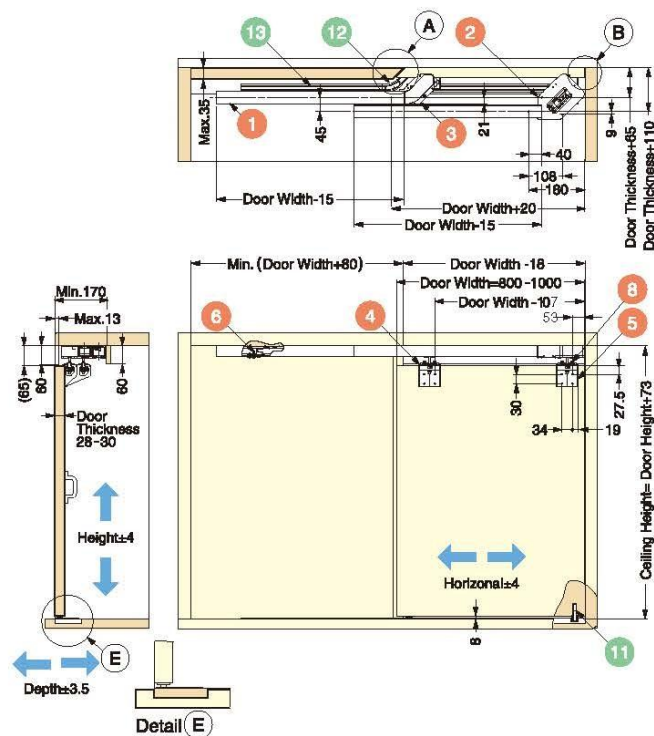 A
B
13
12
2
Max.35
1
45
3
21
9
40
108
160
Door Thickness+65
Door Thickness+110
Door Width-15
Door Width+20
Door Width-15
Min.170
Max.13
Min. (Door Width+80)
Door Width -18
Door Width=800 -1000
Door Width -107
53
6
4
8
5
(65)
60
60
30
27.5
34
19
Door
Thickness
28-30
Height±4
Horizonal±4
Ceiling Height= Door Height+73
E
6
11
Depth±3.5
Detail E